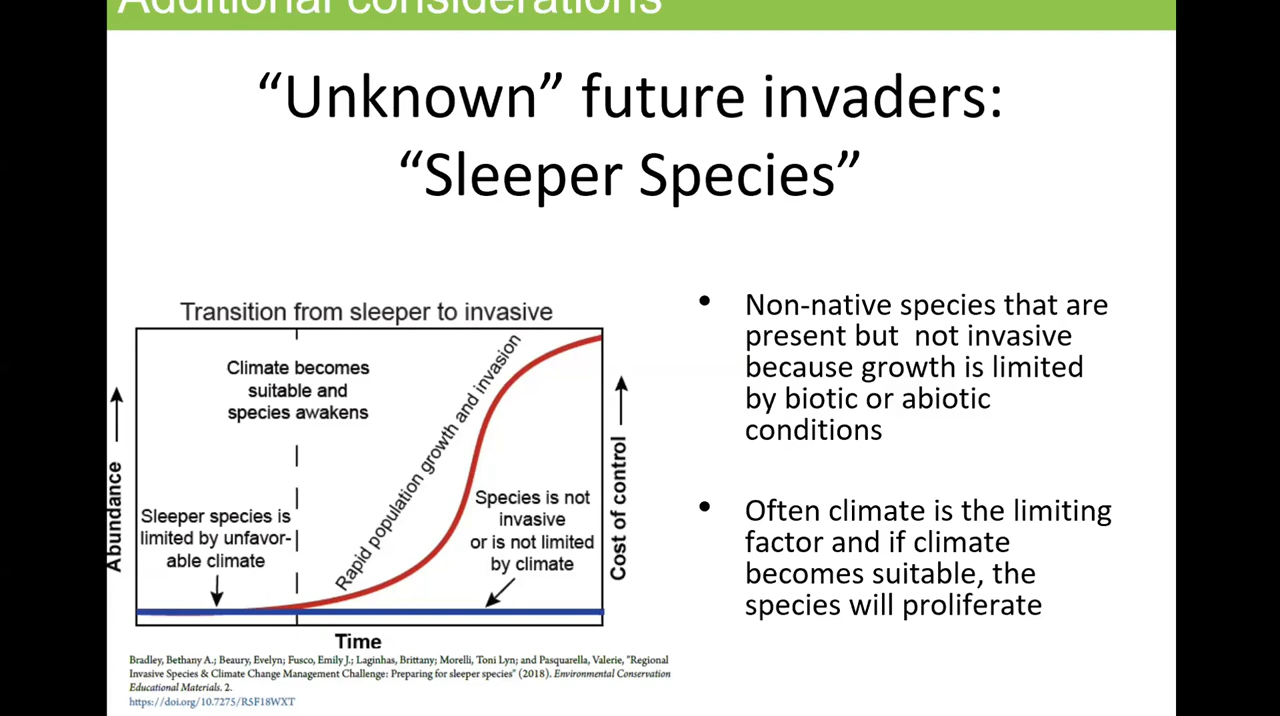 Additional considerations
“Unknown” future invaders:
“Sleeper Species”
Transition from sleeper to invasive
Climate becomes
suitable and
species awakens
Rapid population growth and invasion
Sleeper species is
limited by unfavor-
able climate
Species is not
invasive
or is not limited
by climate
Abundance
Cost of control
Time
Bradley, Bethany A.; Beaury, Evelyn; Fusco, Emily J.; Laginhas, Brittany; Morelli, Toni Lyn; and Pasquarella, Valerie, "Regional
Invasive Species & Climate Change Management Challenge: Preparing for sleeper species" (2018). Environmental Conservation
Educational Materials. 2.
https://doi.org/10.7275/R5F18WXT
• Non-native species that are
present but  not invasive
because growth is limited
by biotic or abiotic
conditions
• Often climate is the limiting
factor and if climate
becomes suitable, the
species will proliferate